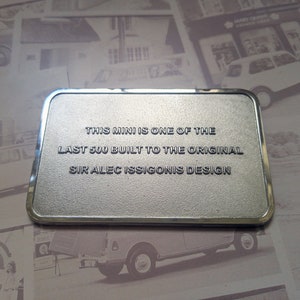 THIS MINI IS ONE OF THE
LAST 500 BUILT TO THE ORIGINAL
SIR ALEC ISSIGONIS DESIGN